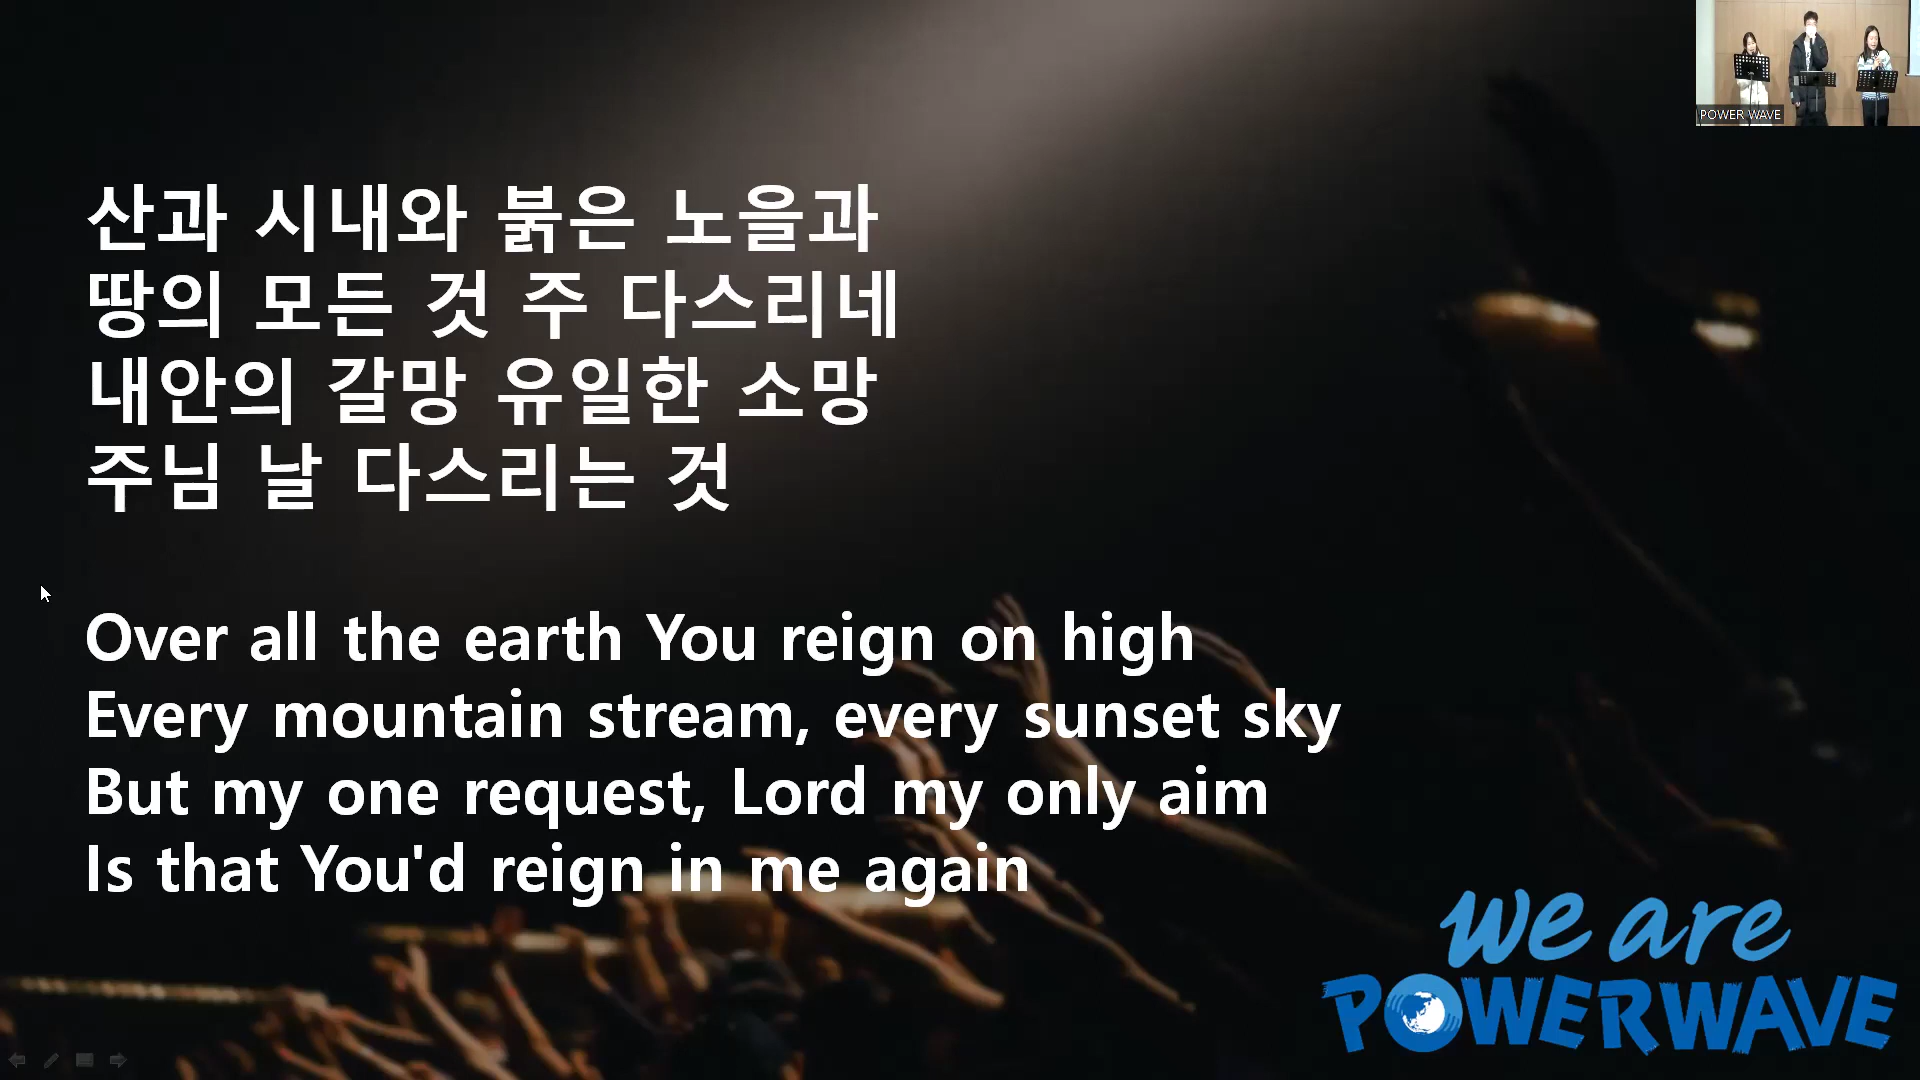 POWER WAVE
산과 시내와 붉은 노을과
땅의 모든 것 주 다스리네
내안의 갈망 유일한 소망
주님 날 다스리는 것
Over all the earth You reign on high
Every mountain stream, every sunset sky
But my one request, Lord my only aim
Is that You'd reign in me again
we are
POWERWAVE